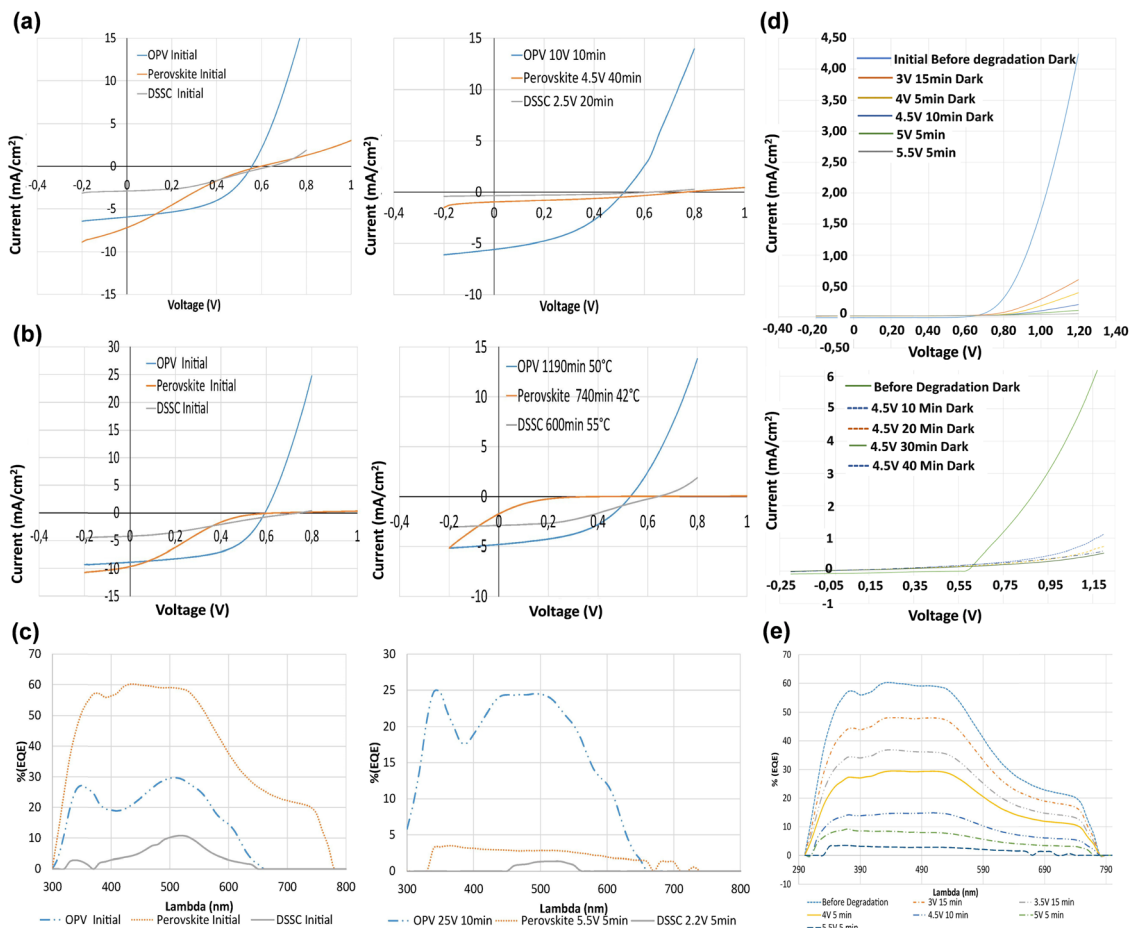 (a)
15
OPV Initial
Perovskite Initial
DSSC Initial
10
5
0
-0,4 -0,2 0 0,2 0,4 0,6 0,8 1
-5
-10
-15
Current (mA/cm²)
Voltage (V)
15
OPV 10V 10min
Perovskite 4.5V 40min
DSSC 2.5V 20min
10
5
0
-0,4 -0,2 0 0,2 0,4 0,6 0,8 1
-5
-10
Current (mA/cm²)
Voltage (V)
(b)
30
25
20
15
10
5
0
-5
-10
-15
OPV Initial
Perovskite Initial
DSSC Initial
-0,4 -0,2 0 0,2 0,4 0,6 0,8 1
Current (mA/cm²)
Voltage (V)
15
OPV 1190min 50°C
Perovskite 740min 42°C
DSSC 600min 55°C
10
5
0
-0,4 -0,2 0 0,2 0,4 0,6 0,8 1
-5
-10
Current (mA/cm²)
Voltage (V)
(c)
70
60
50
40
30
20
10
0
%(EQE)
300 400 500 600 700 800
Lambda (nm)
OPV Initial Perovskite Initial DSSC Initial
30
25
20
15
10
5
0
%(EQE)
300 400 500 600 700 800
Lambda (nm)
OPV 25V 10min Perovskite 5.5V 5min DSSC 2.2V 5min
(d)
4,50
4,00
3,50
3,00
2,50
2,00
1,50
1,00
0,50
0
-0,50
Initial Before degradation Dark
3V 15min Dark
4V 5min Dark
4.5V 10min Dark
5V 5min
5.5V 5min
-0,40 -0,20 0 0,20 0,40 0,60 0,80 1,00 1,20 1,40
Current (mA/cm²)
Voltage (V)
6
5
4
3
2
1
0
-1
Before Degradation Dark
4.5V 10 Min Dark
4.5V 20 Min Dark
4.5V 30min Dark
4.5V 40 Min Dark
-0,25 -0,05 0,15 0,35 0,55 0,75 0,95 1,15
Currrent (mA/cm²)
Voltage (V)
(e)
70
60
50
40
30
20
10
0
-10
% (EQE)
290 390 490 590 690 790
Lambda (nm)
Before Degradation 3V 15 min 3.5V 15 min
4V 5 min 4.5V 10 min 5V 5min
5.5V 5 min